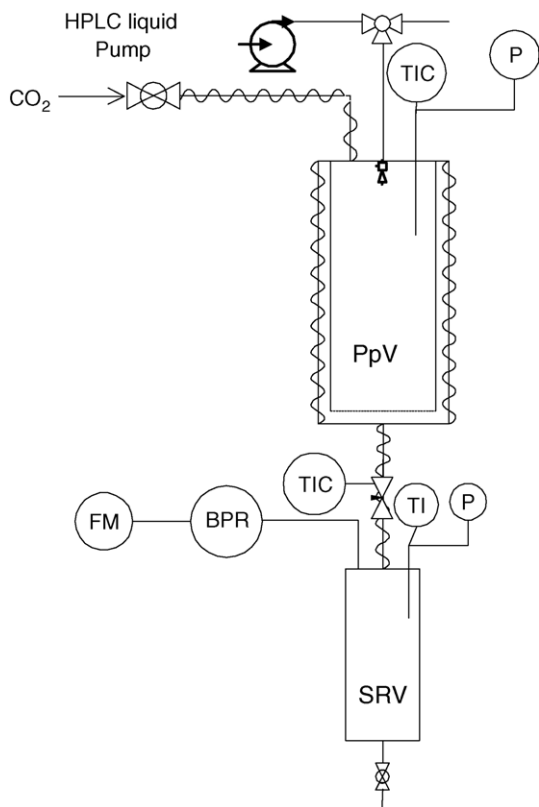 HPLC liquid
Pump
CO₂
TIC
P
PpV
TIC
TI
P
FM
BPR
SRV